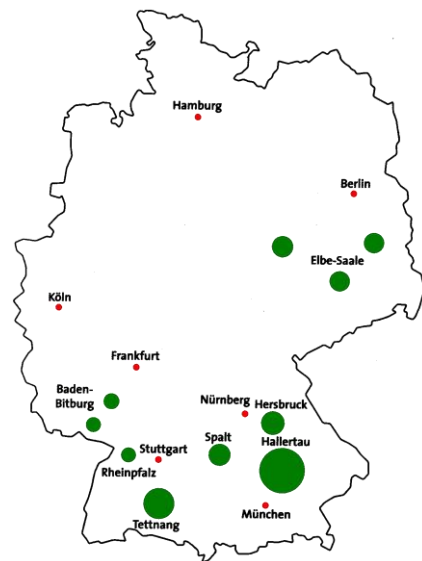 Hamburg
Berlin
Elbe-Saale
Köln
Frankfurt
Baden-
Bitburg
Nürnberg
Hersbruck
Spalt
Stuttgart
Hallertau
Rheinpfalz
München
Tettnang